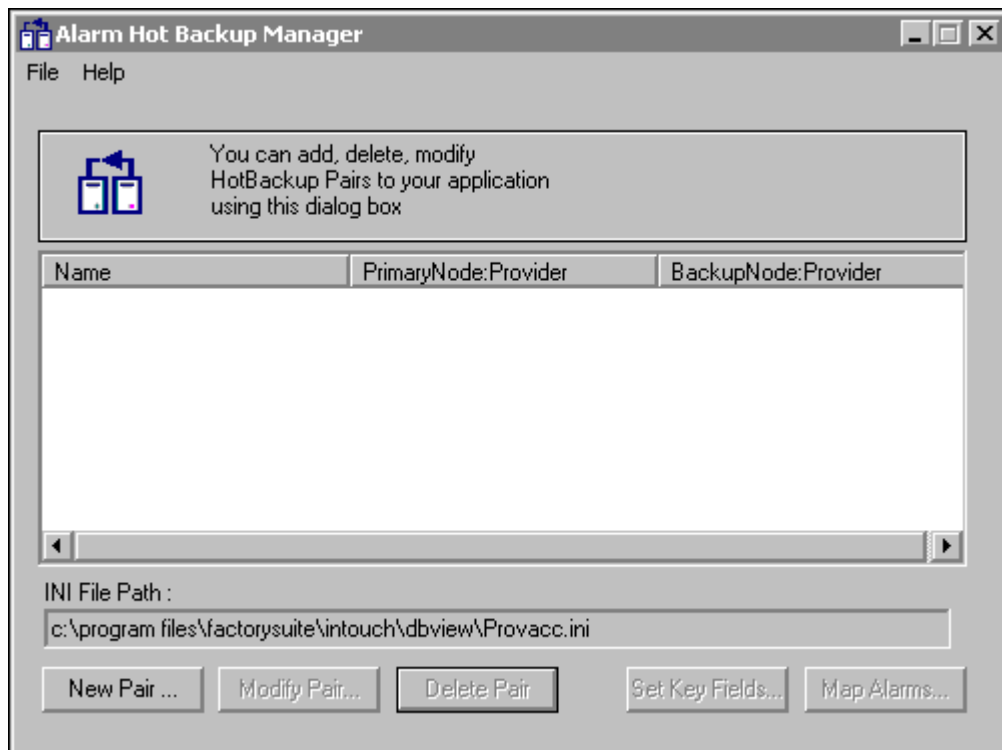 Alarm Hot Backup Manager
File Help
You can add, delete, modify
HotBackup Pairs to your application
using this dialog box
Name PrimaryNode:Provider BackupNode:Provider
INI File Path :
c:\program files\factorysuite\intouch\dbview\Provacc.ini
New Pair ... Modify Pair... Delete Pair Set Key Fields... Map Alarms...